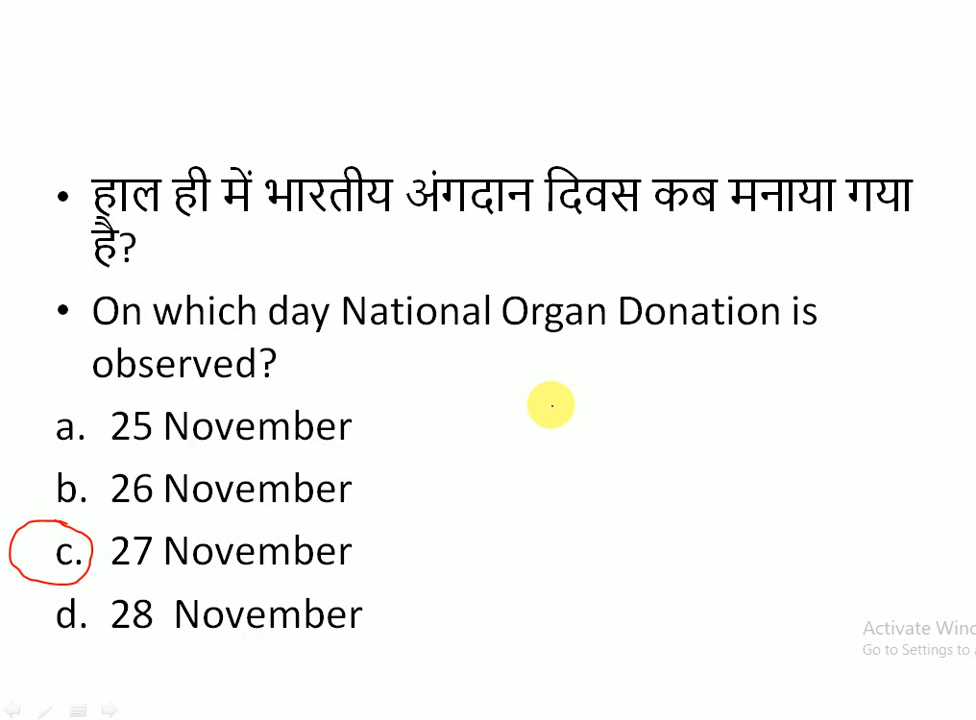 • हाल ही में भारतीय अंगदान दिवस कब मनाया गया
है?
• On which day National Organ Donation is
observed?
a. 25 November
b. 26 November
c. 27 November
d. 28 November
Activate Winc
Go to Settings to